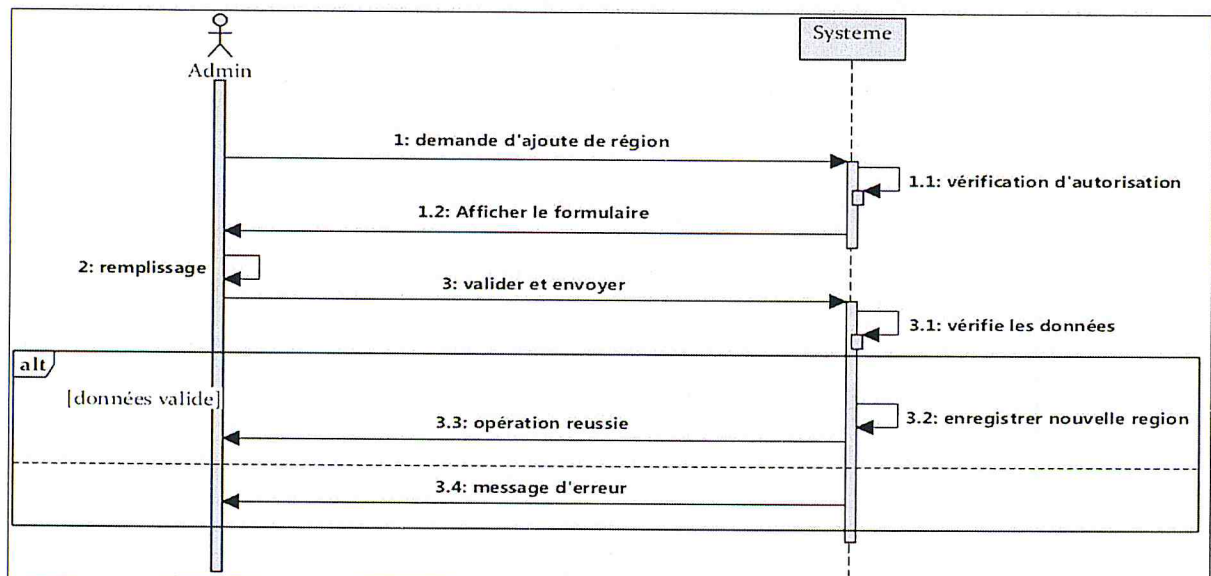 Systeme
Admin
1: demande d'ajoute de région
1.1: vérification d'autorisation
1.2: Afficher le formulaire
2: remplissage
3: valider et envoyer
3.1: vérifie les données
alt
[données valide]
3.2: enregistrer nouvelle region
3.3: opération reussie
3.4: message d'erreur